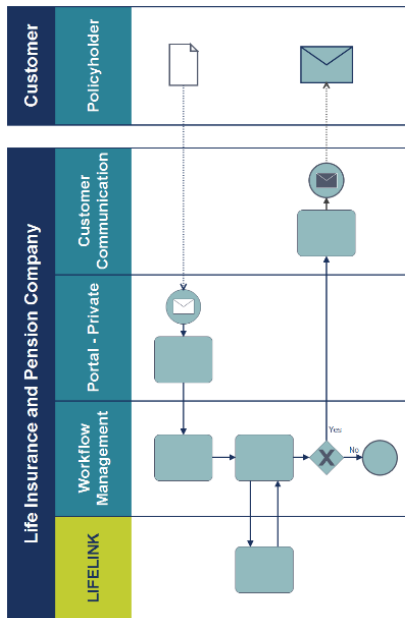 Customer
Policyholder
Life Insurance and Pension Company
Customer
Communication
Portal - Private
Workflow
Management
LIFELINK
Yes
No